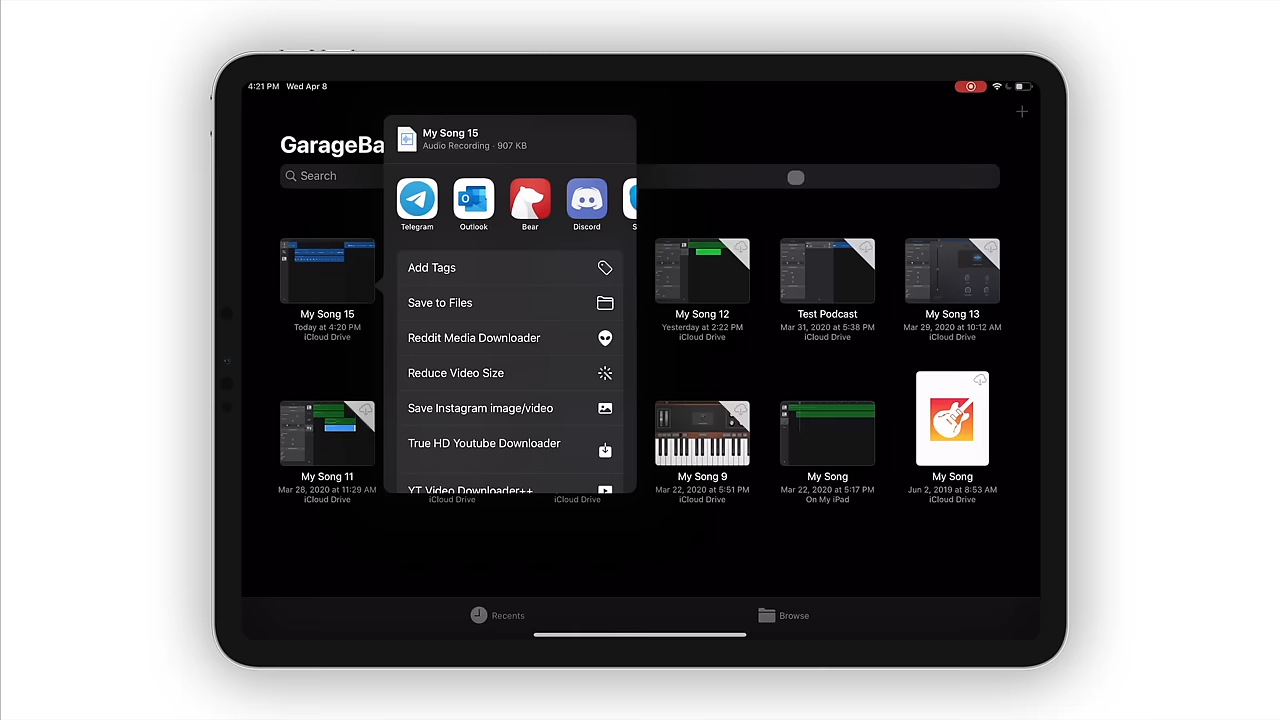 4:21 PM Wed Apr 8
GarageBa
Search
My Song 15
Audio Recording · 907 KB
Telegram
Outlook
Bear
Discord
S
Add Tags
Save to Files
Reddit Media Downloader
Reduce Video Size
Save Instagram image/video
True HD Youtube Downloader
YT Video Downloader++
My Song 15
Today at 4:20 PM
iCloud Drive
My Song 12
Yesterday at 2:22 PM
iCloud Drive
Test Podcast
Mar 31, 2020 at 5:38 PM
iCloud Drive
My Song 13
Mar 29, 2020 at 10:12 AM
iCloud Drive
My Song 11
Mar 28, 2020 at 11:29 AM
iCloud Drive
iCloud Drive
iCloud Drive
My Song 9
Mar 22, 2020 at 5:51 PM
iCloud Drive
My Song
Mar 22, 2020 at 5:17 PM
On My iPad
My Song
Jun 2, 2019 at 8:53 AM
iCloud Drive
Recents
Browse